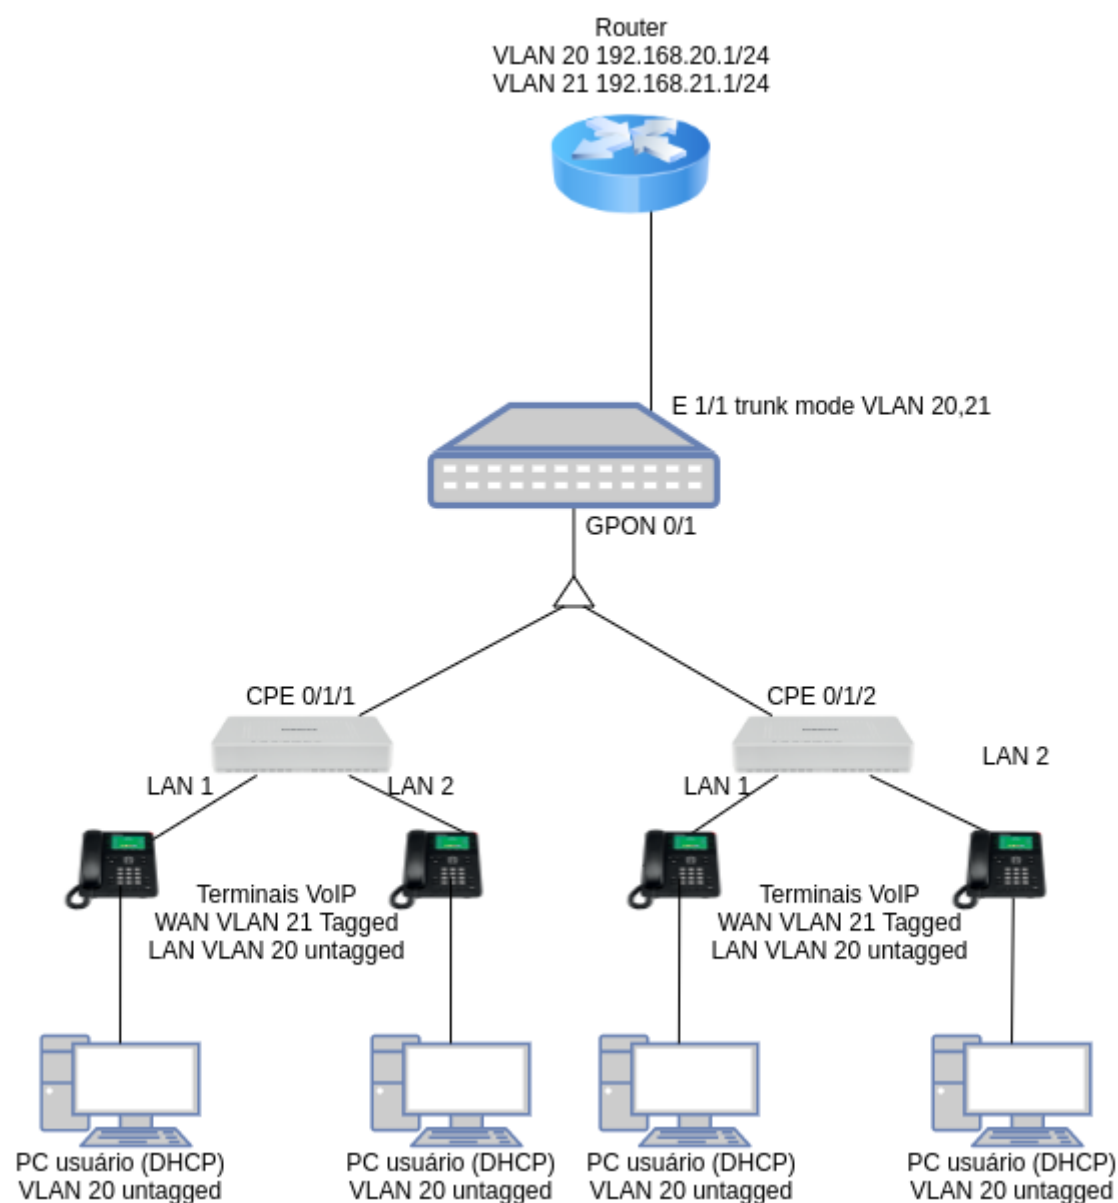 Router
VLAN 20 192.168.20.1/24
VLAN 21 192.168.21.1/24
E 1/1 trunk mode VLAN 20,21
GPON 0/1
CPE 0/1/1
CPE 0/1/2
LAN 1
LAN 2
LAN 1
LAN 2
Terminais VoIP
WAN VLAN 21 Tagged
LAN VLAN 20 untagged
Terminais VoIP
WAN VLAN 21 Tagged
LAN VLAN 20 untagged
PC usuário (DHCP)
VLAN 20 untagged
PC usuário (DHCP)
VLAN 20 untagged
PC usuário (DHCP)
VLAN 20 untagged
PC usuário (DHCP)
VLAN 20 untagged